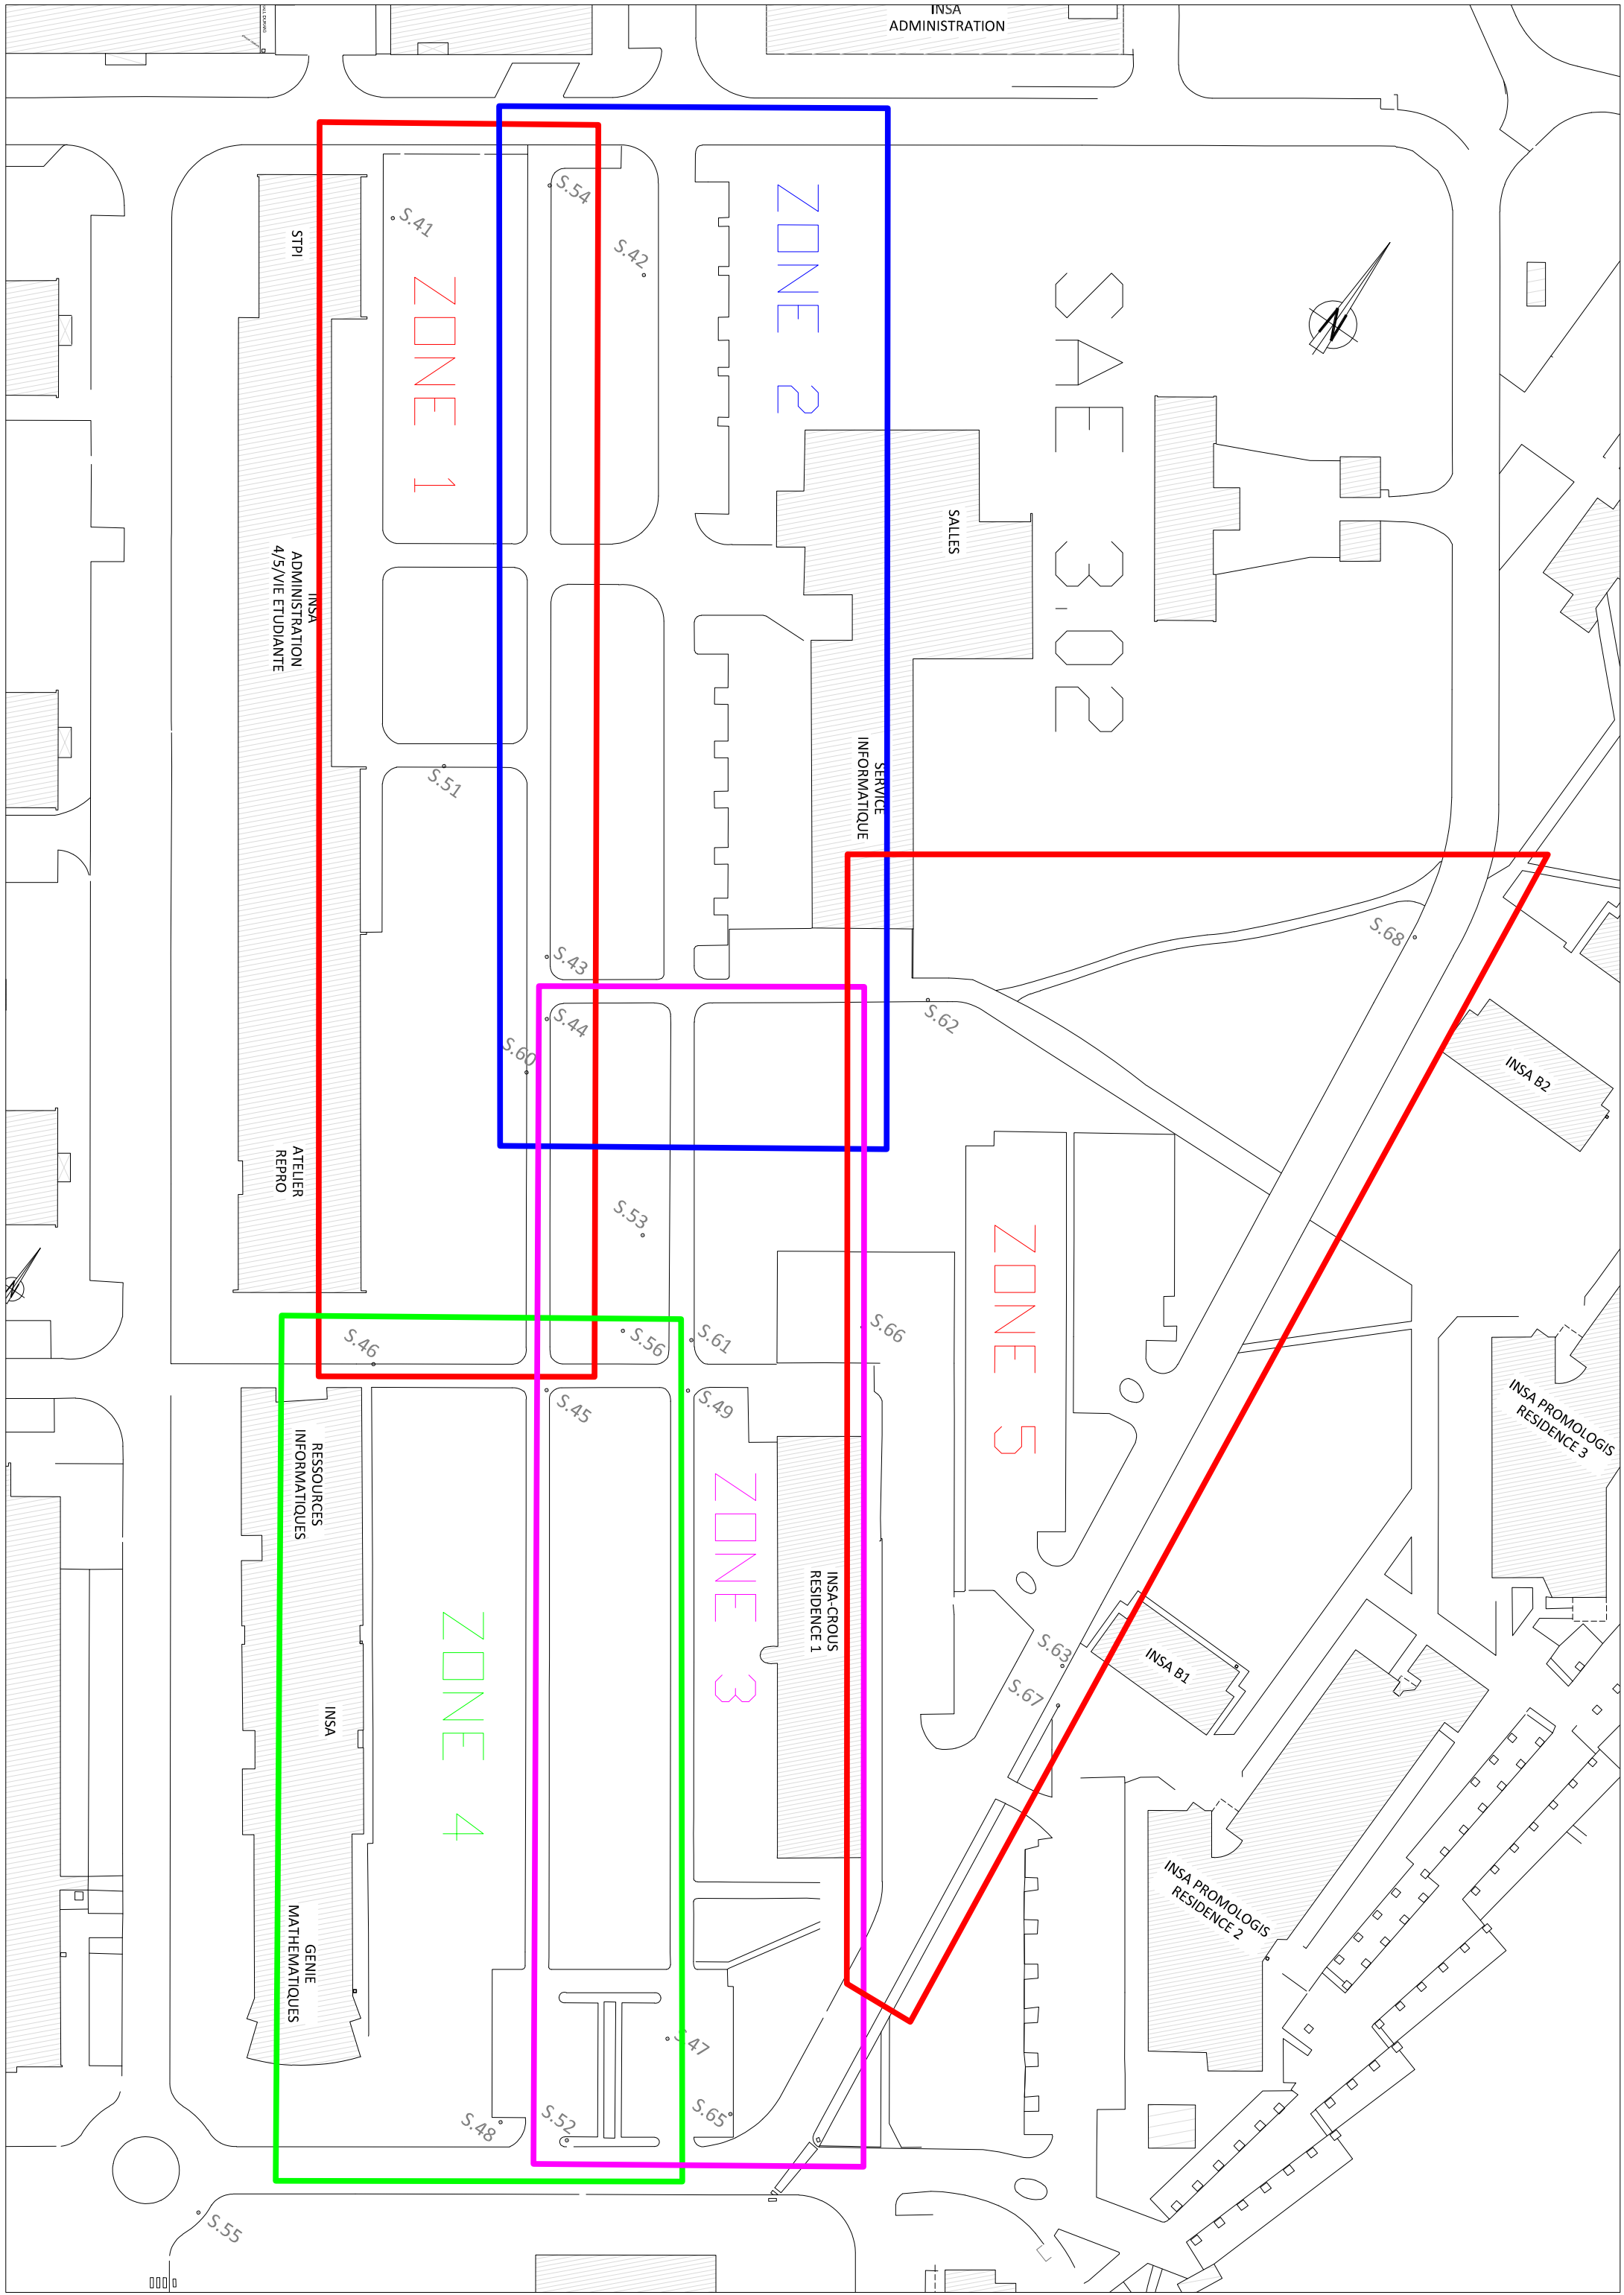 INSA
ADMINISTRATION
S.54
S.41
S.42
STPI
ZONE 1
ZONE 2
SAE 3.02
N
SALLES
INSA
ADMINISTRATION
4/5/VIE ETUDIANTE
S.51
SERVICE
INFORMATIQUE
S.43
S.44
S.60
S.62
S.68
INSA B2
ATELIER
REPRO
S.53
ZONE 5
S.46
S.56
S.61
S.66
S.45
S.49
INSA PROMOLOGIS
RESIDENCE 3
RESSOURCES
INFORMATIQUES
ZONE 3
INSA-CROUS
RESIDENCE 1
ZONE 4
S.63
S.67
INSA B1
INSA
INSA PROMOLOGIS
RESIDENCE 2
GENIE
MATHEMATIQUES
S.47
S.48
S.52
S.65
S.55